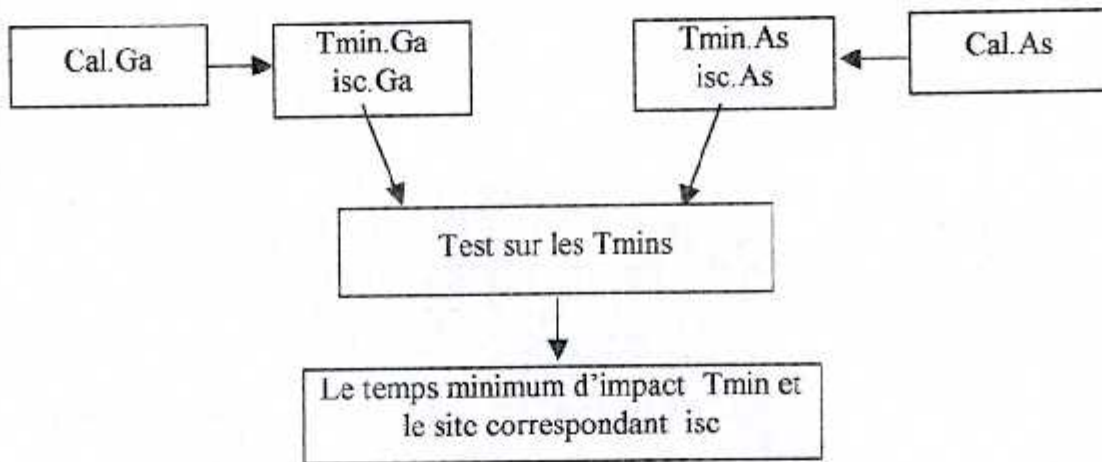 Cal.Ga
Tmin.Ga
isc.Ga
Tmin.As
isc.As
Cal.As
Test sur les Tmins
Le temps minimum d'impact Tmin et
le site correspondant isc